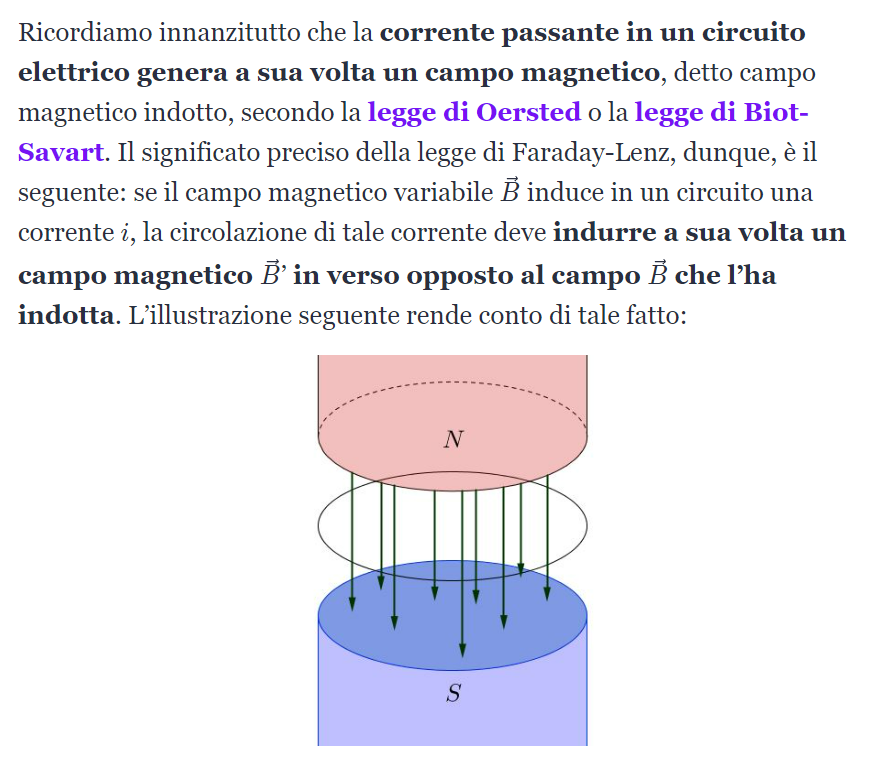 Ricordiamo innanzitutto che la corrente passante in un circuito
elettrico genera a sua volta un campo magnetico, detto campo
magnetico indotto, secondo la legge di Oersted o la legge di Biot-
Savart. Il significato preciso della legge di Faraday-Lenz, dunque, è il
seguente: se il campo magnetico variabile B⃗ induce in un circuito una
corrente i, la circolazione di tale corrente deve indurre a sua volta un
campo magnetico B⃗’ in verso opposto al campo B⃗ che l’ha
indotta. L’illustrazione seguente rende conto di tale fatto:
N
S